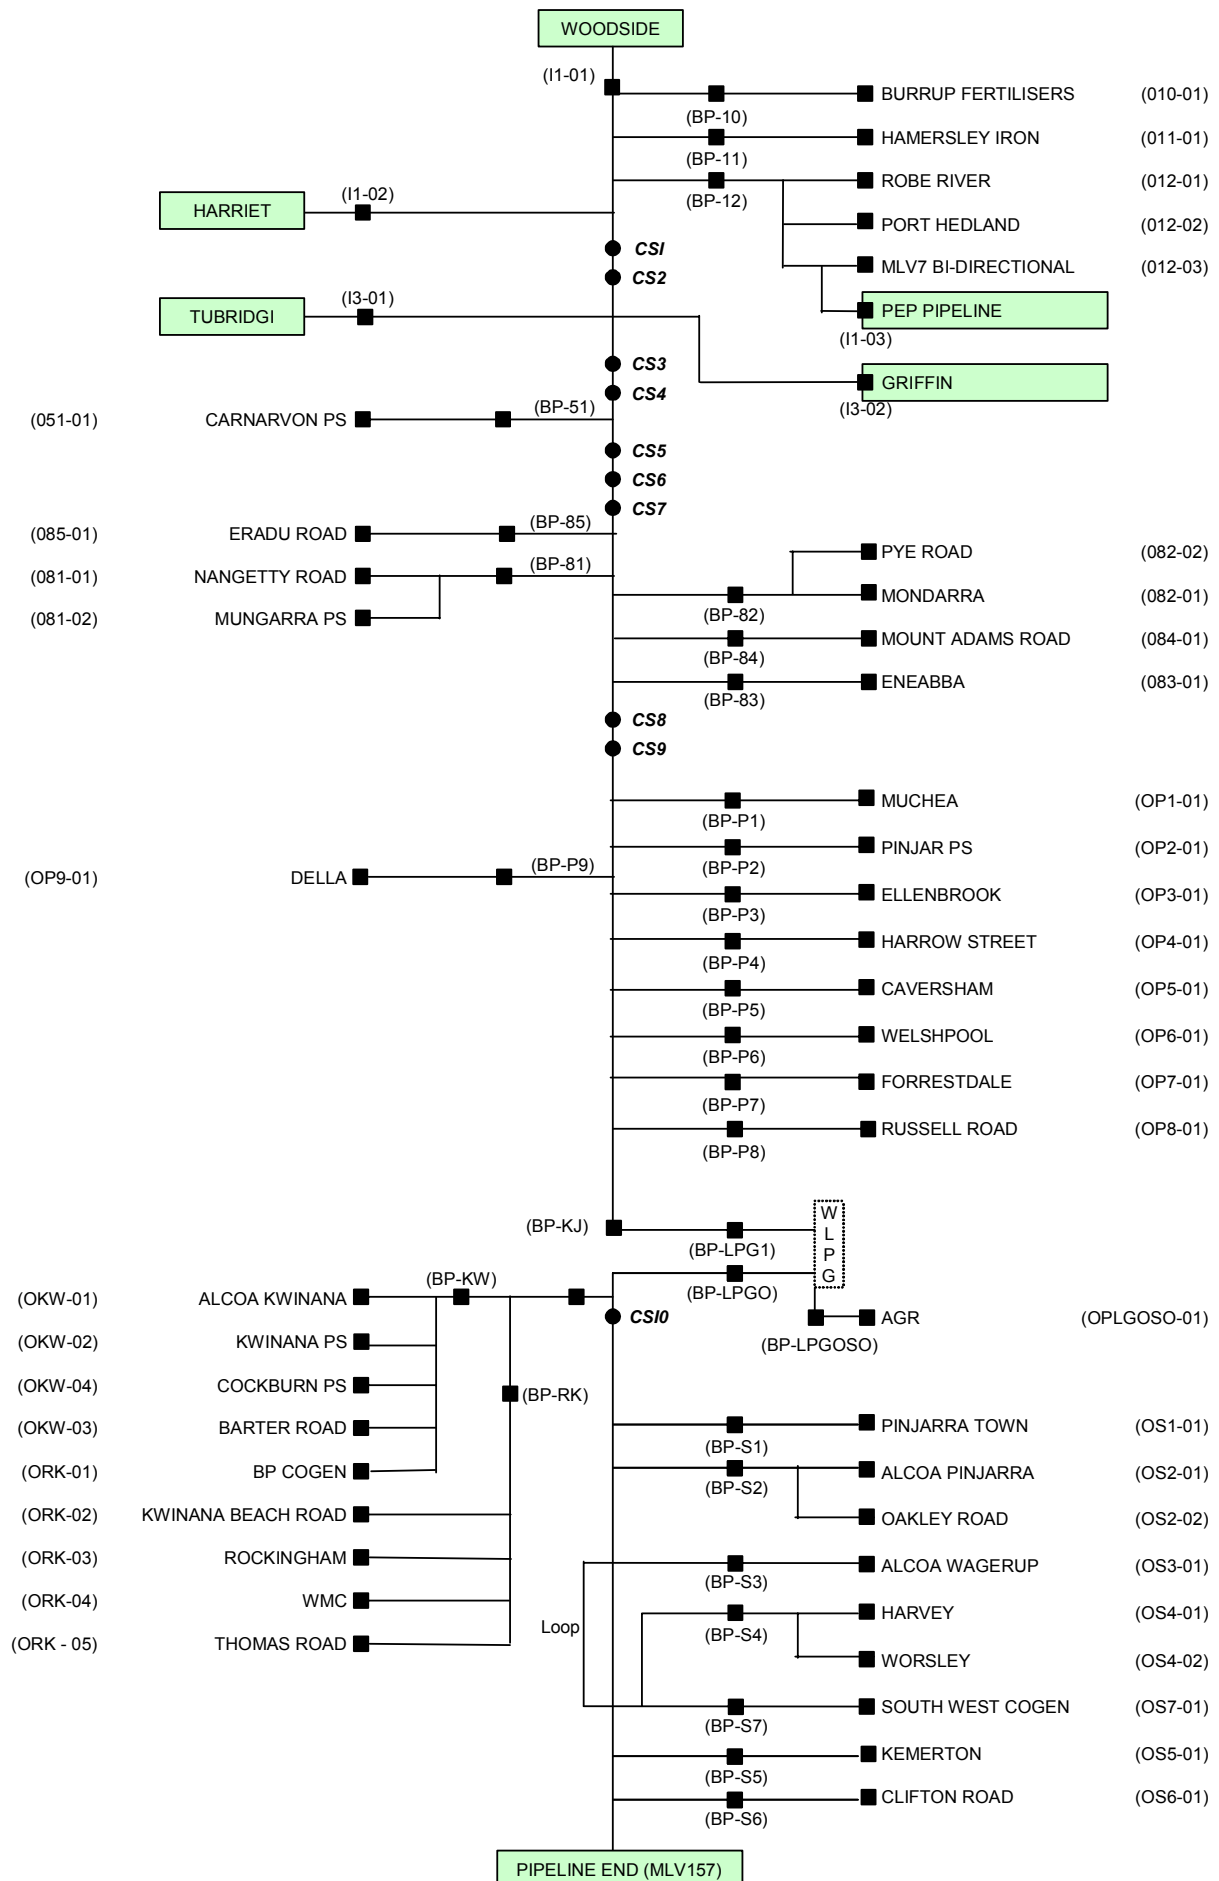 WOODSIDE
(I1-01)
BURRUP FERTILISERS (010-01)
(BP-10)
HAMERSLEY IRON (011-01)
(BP-11)
ROBE RIVER (012-01)
(I1-02)
(BP-12)
HARRIET
PORT HEDLAND (012-02)
CSI
MLV7 BI-DIRECTIONAL (012-03)
CS2
(I3-01)
TUBRIDGI
PEP PIPELINE
(I1-03)
CS3
GRIFFIN
CS4
(I3-02)
(BP-51)
(051-01) CARNARVON PS
CS5
CS6
CS7
(BP-85)
(085-01) ERADU ROAD
PYE ROAD (082-02)
(BP-81)
(081-01) NANGETTY ROAD
MONDARRA (082-01)
(BP-82)
(081-02) MUNGARRA PS
MOUNT ADAMS ROAD (084-01)
(BP-84)
ENEABBA (083-01)
(BP-83)
CS8
CS9
MUCHEA (OP1-01)
(BP-P1)
PINJAR PS (OP2-01)
(BP-P2)
(BP-P9)
(OP9-01) DELLA
ELLENBROOK (OP3-01)
(BP-P3)
HARROW STREET (OP4-01)
(BP-P4)
CAVERSHAM (OP5-01)
(BP-P5)
WELSHPOOL (OP6-01)
(BP-P6)
FORRESTDALE (OP7-01)
(BP-P7)
RUSSELL ROAD (OP8-01)
(BP-P8)
W
L
P
G
(BP-KJ)
(BP-LPG1)
(BP-LPGO)
(BP-KW)
(OKW-01) ALCOA KWINANA
CSI0
AGR (OPLGOSO-01)
(BP-LPGOSO)
(OKW-02) KWINANA PS
(OKW-04) COCKBURN PS
(BP-RK)
(OKW-03) BARTER ROAD
PINJARRA TOWN (OS1-01)
(BP-S1)
(ORK-01) BP COGEN
ALCOA PINJARRA (OS2-01)
(BP-S2)
(ORK-02) KWINANA BEACH ROAD
OAKLEY ROAD (OS2-02)
(ORK-03) ROCKINGHAM
ALCOA WAGERUP (OS3-01)
(BP-S3)
(ORK-04) WMC
HARVEY (OS4-01)
Loop
(BP-S4)
(ORK - 05) THOMAS ROAD
WORSLEY (OS4-02)
SOUTH WEST COGEN (OS7-01)
(BP-S7)
KEMERTON (OS5-01)
(BP-S5)
CLIFTON ROAD (OS6-01)
(BP-S6)
PIPELINE END (MLV157)